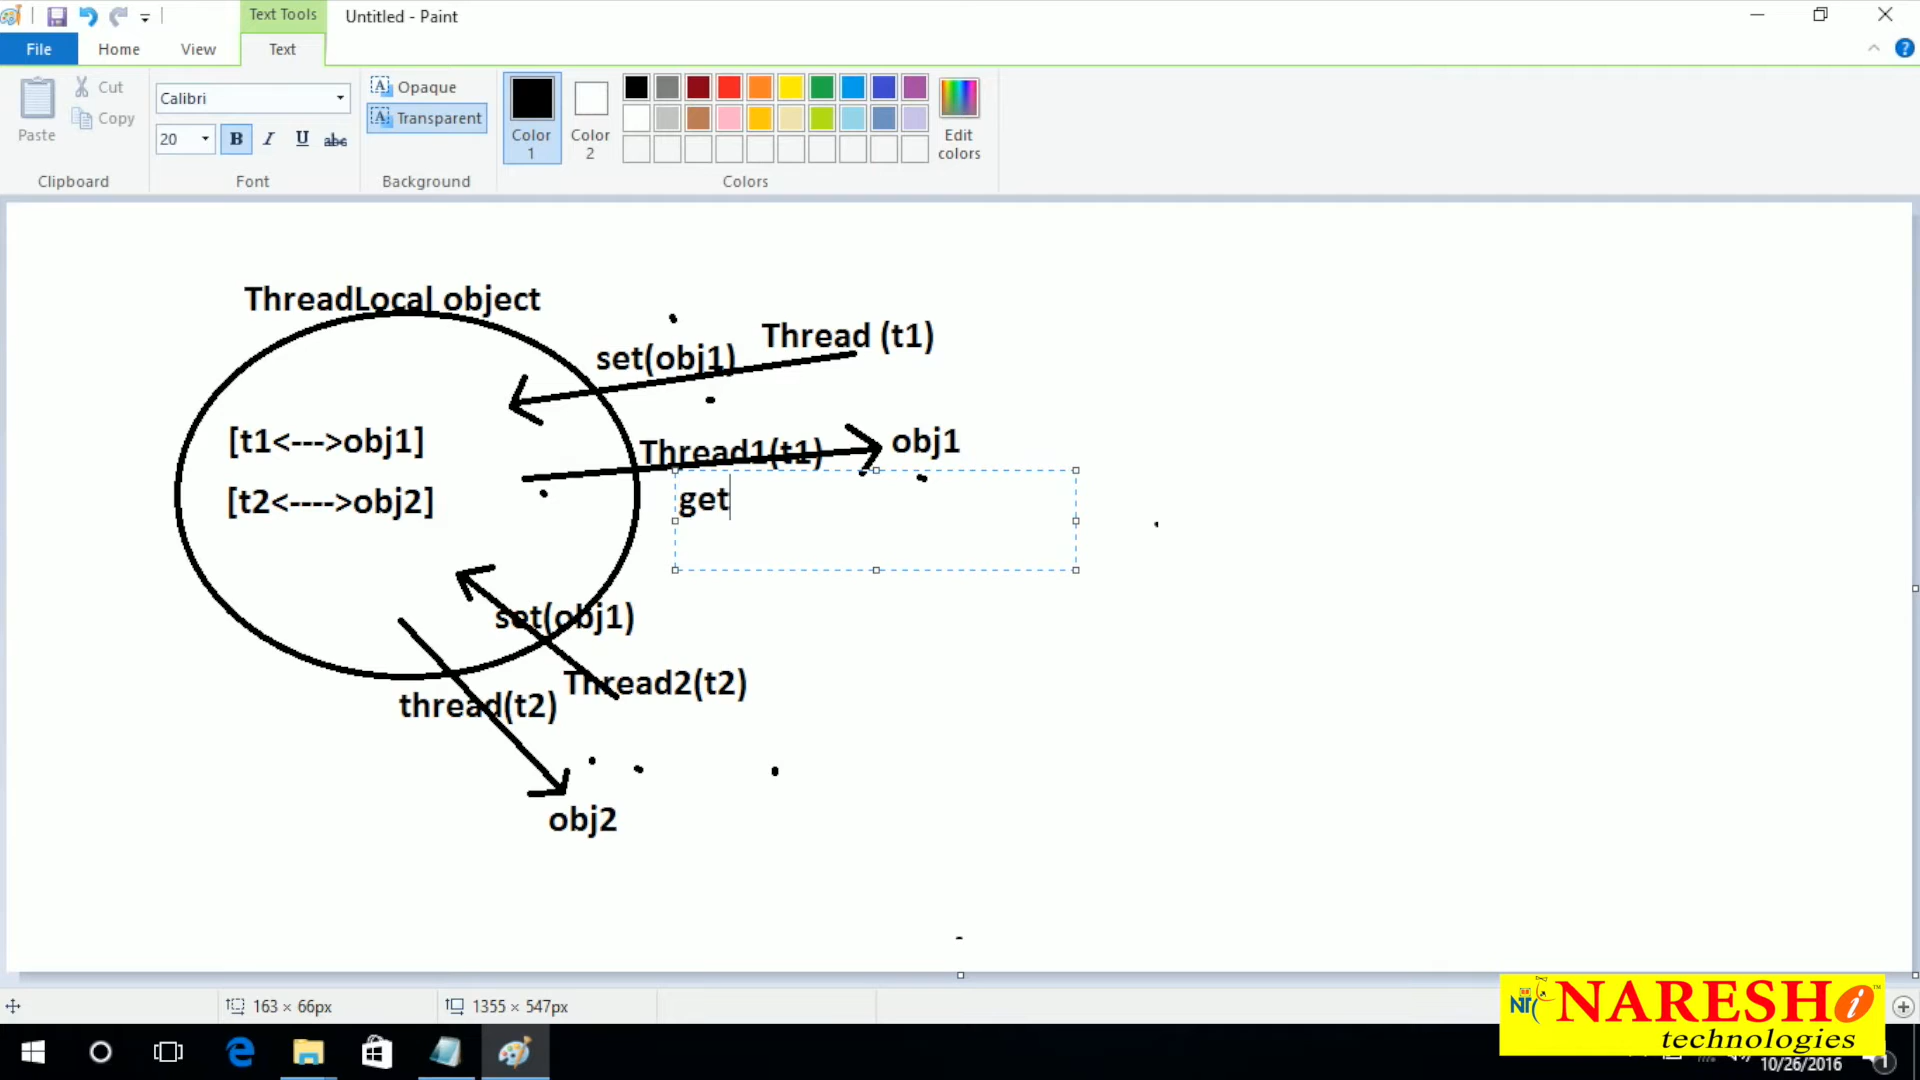 Text Tools
Untitled - Paint
File
Home
View
Text
Paste
Cut
Copy
Clipboard
Calibri
20
B
I
U
abc
Font
Opaque
Transparent
Background
Color
1
Color
2
Edit
colors
Colors
ThreadLocal object
Thread (t1)
set(obj1)
[t1<--->obj1]
Thread1(t1)
obj1
[t2<---->obj2]
get
set(obj1)
Thread2(t2)
thread(t2)
obj2
163 × 66px
1355 × 547px
NARESH i
technologies
10/26/2016